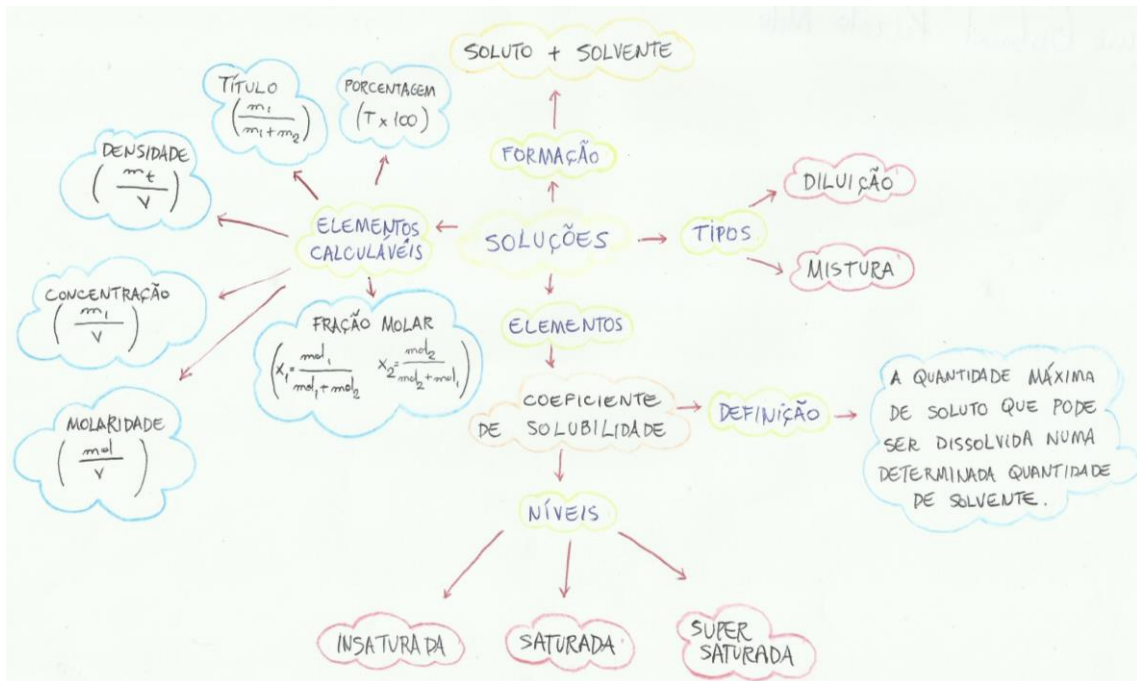 SOLUTO + SOLVENTE
TÍTULO
(m₁ / m₁+m₂)
PORCENTAGEM
(T x 100)
FORMAÇÃO
DENSIDADE
(mt / V)
DILUIÇÃO
ELEMENTOS
CALCULÁVÉIS
SOLUÇÕES
TIPOS
MISTURA
CONCENTRAÇÃO
(m₁ / V)
FRAÇÃO MOLAR
(X₁= mol₁ / mol₁+mol₂ X₂= mol₂ / mol₂+mol₁)
ELEMENTOS
MOLARIDADE
(mol / V)
COEFICIENTE
DE SOLUBILIDADE
DEFINIÇÃO
A QUANTIDADE MÁXIMA
DE SOLUTO QUE PODE
SER DISSOLVIDA NUMA
DETERMINADA QUANTIDADE
DE SOLVENTE.
NÍVEIS
INSATURADA
SATURADA
SUPER
SATURADA